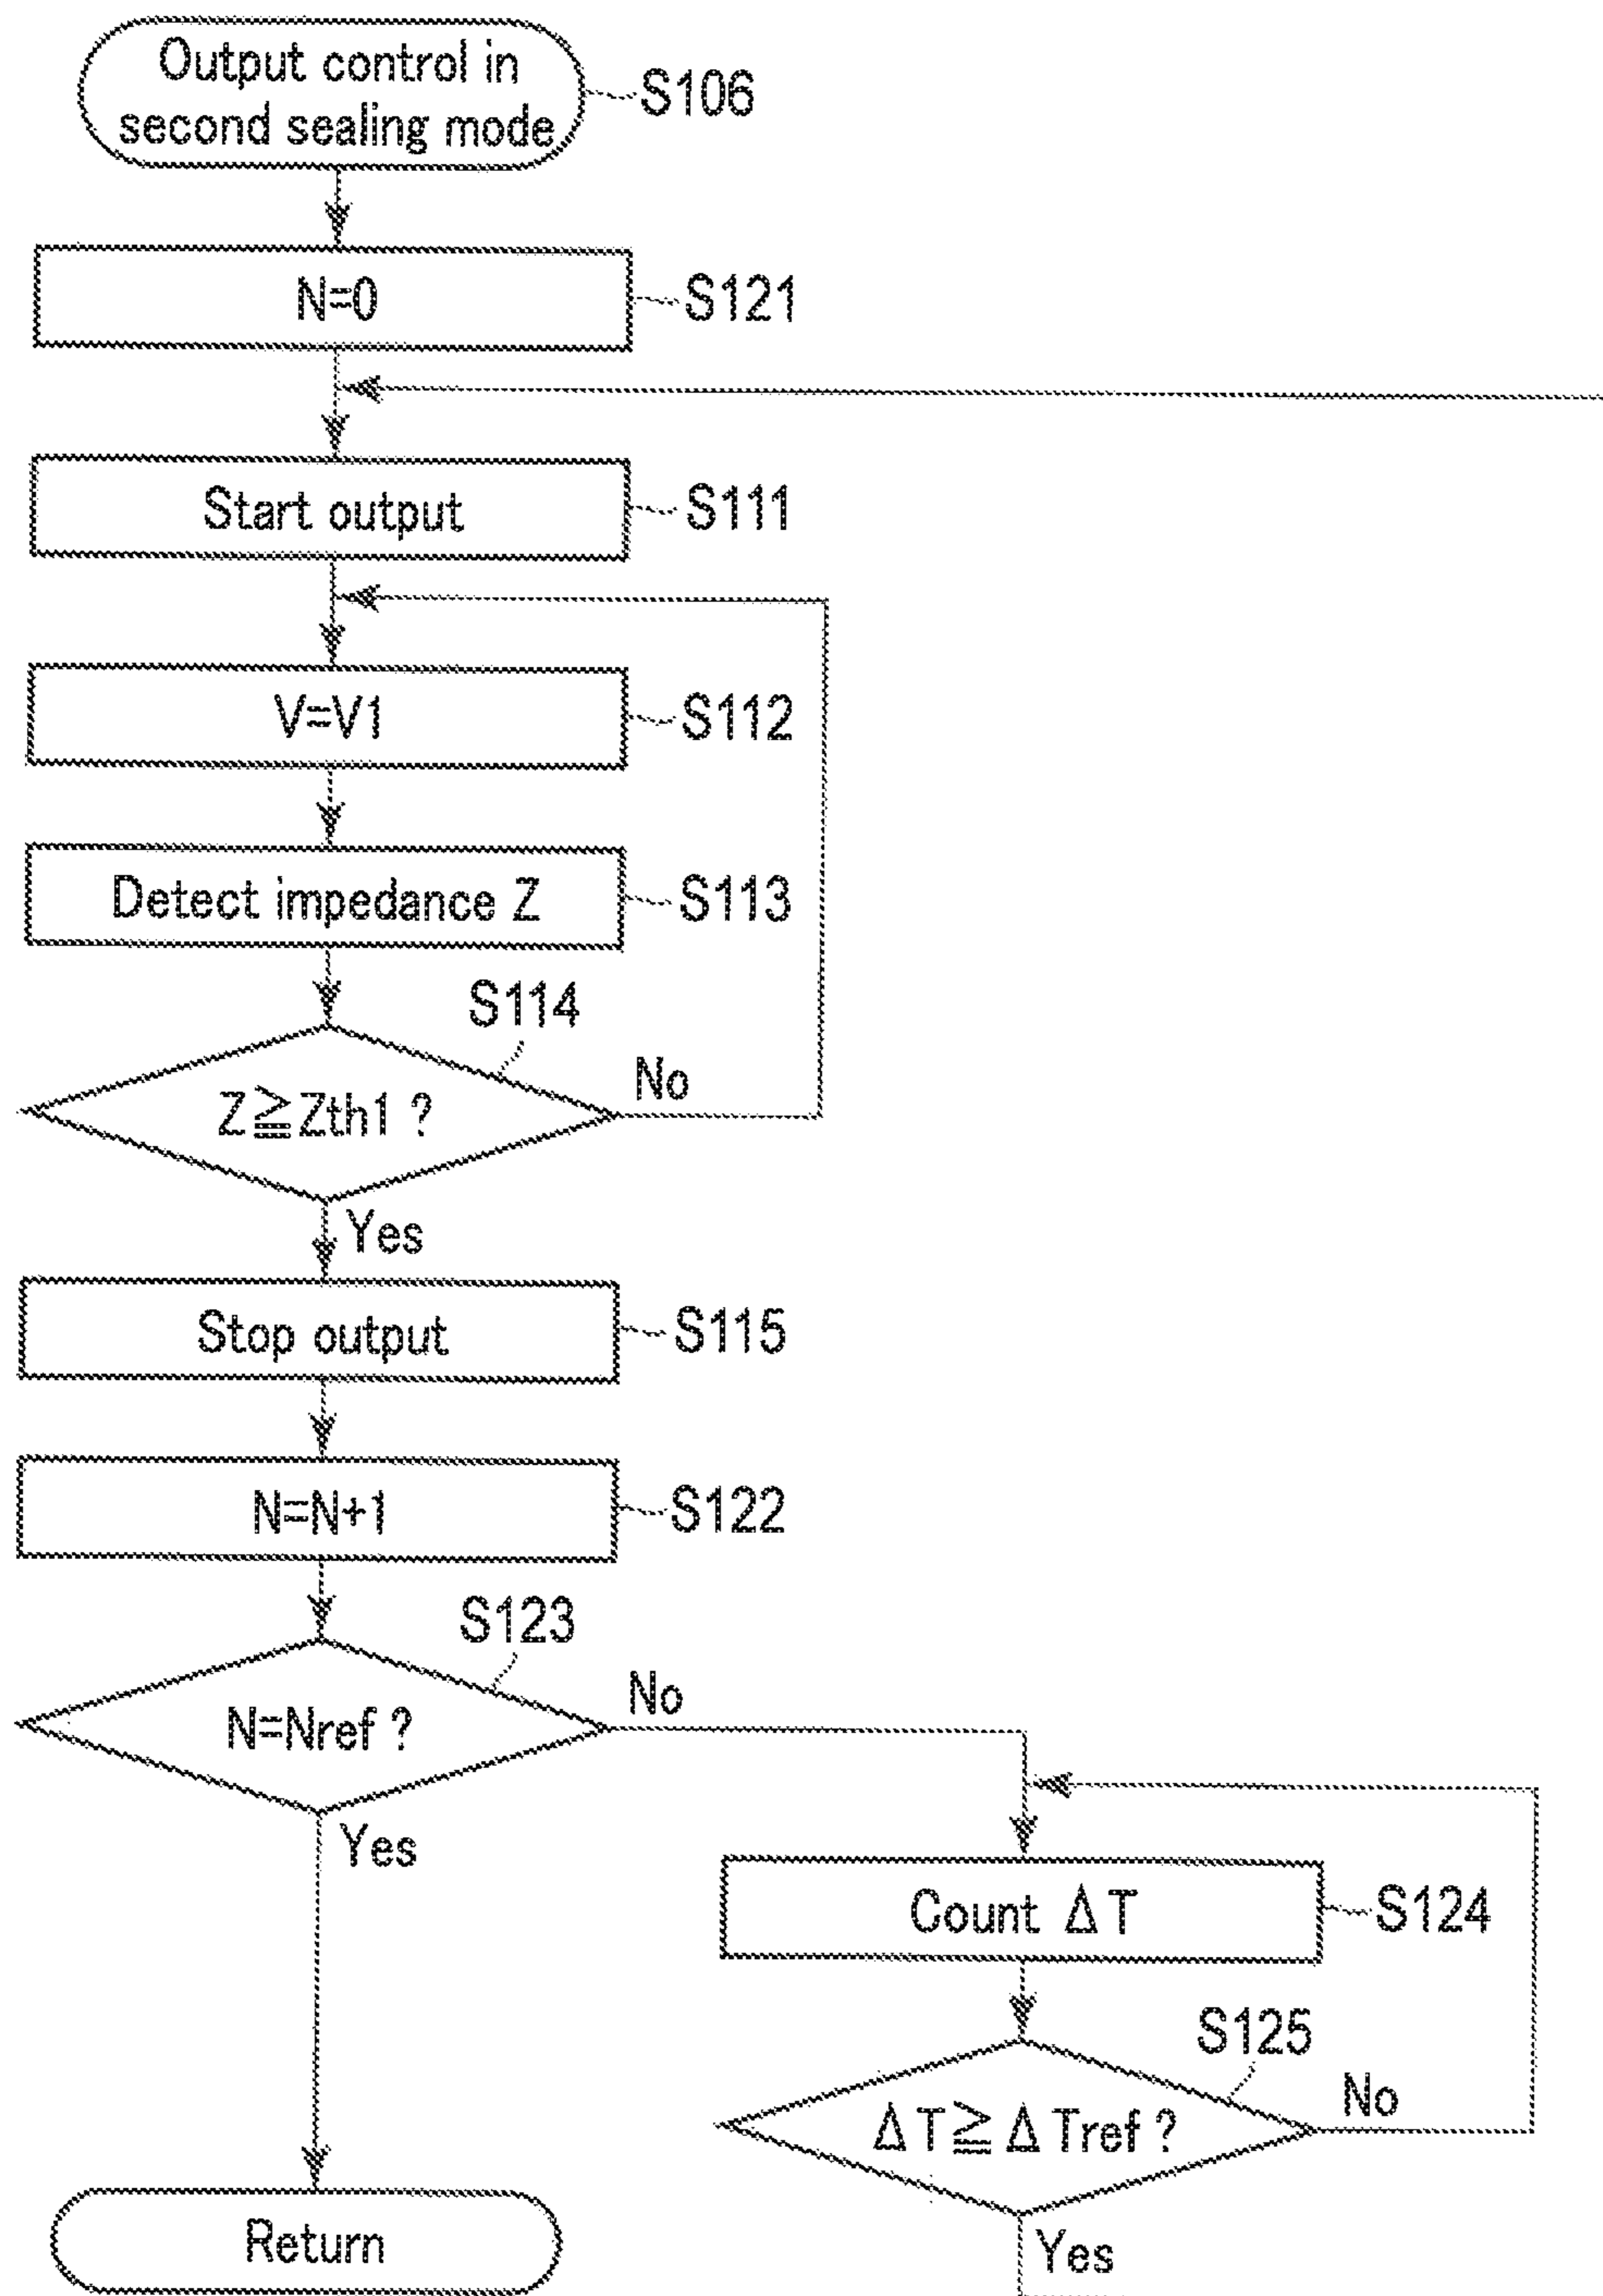 Output control in
second sealing mode
S106
N=0
S121
Start output
S111
V=V1
S112
Detect impedance Z
S113
S114
Z≧Zth1 ?
No
Yes
Stop output
S115
N=N+1
S122
S123
N=Nref ?
No
Yes
Count ΔT
S124
S125
ΔT≧ΔTref ?
No
Yes
Return